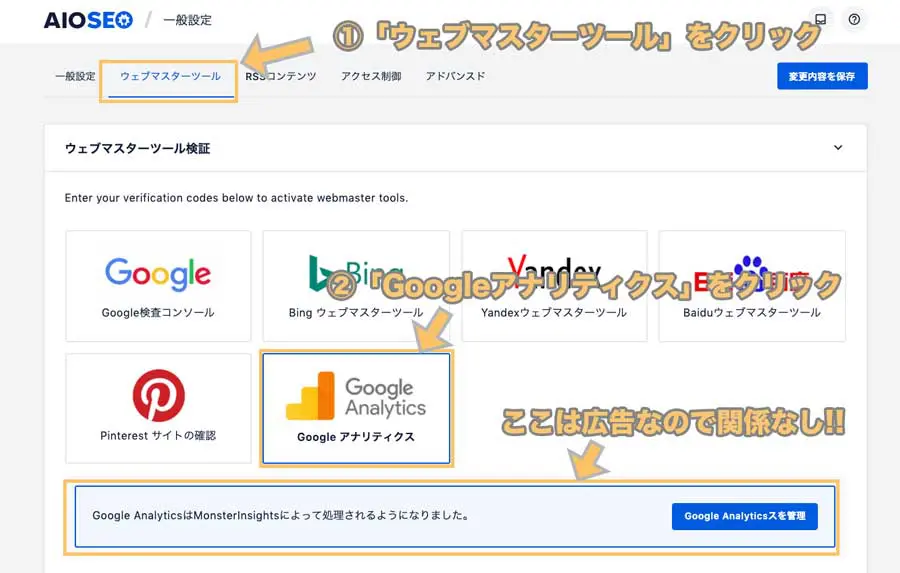 AIOSEO / 一般設定
①「ウェブマスターツール」をクリック
一般設定 ウェブマスターツール RSSコンテンツ アクセス制御 アドバンスド 変更内容を保存
ウェブマスターツール検証
Enter your verification codes below to activate webmaster tools.
Google Bing Yandex Bai 百度
②「Googleアナリティクス」をクリック
Google検査コンソール Bing ウェブマスターツール Yandexウェブマスターツール Baiduウェブマスターツール
Google
Analytics
Pinterest サイトの確認 Google アナリティクス
ここは広告なので関係なし!!
Google AnalyticsはMonsterInsightsによって処理されるようになりました。 Google Analyticsスを管理